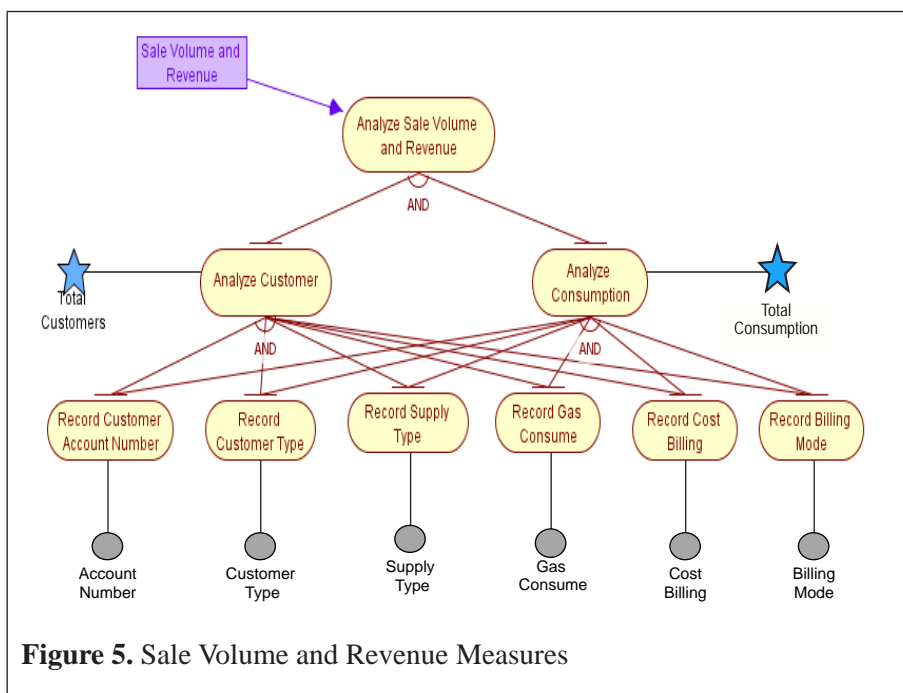 Sale Volume and
Revenue
Analyze Sale Volume
and Revenue
AND
Analyze Customer
Analyze
Consumption
Total
Customers
Total
Consumption
AND
AND
Record Customer
Account Number
Record
Customer Type
Record Supply
Type
Record Gas
Consume
Record Cost
Billing
Record Billing
Mode
Account
Number
Customer
Type
Supply
Type
Gas
Consume
Cost
Billing
Billing
Mode
Figure 5. Sale Volume and Revenue Measures